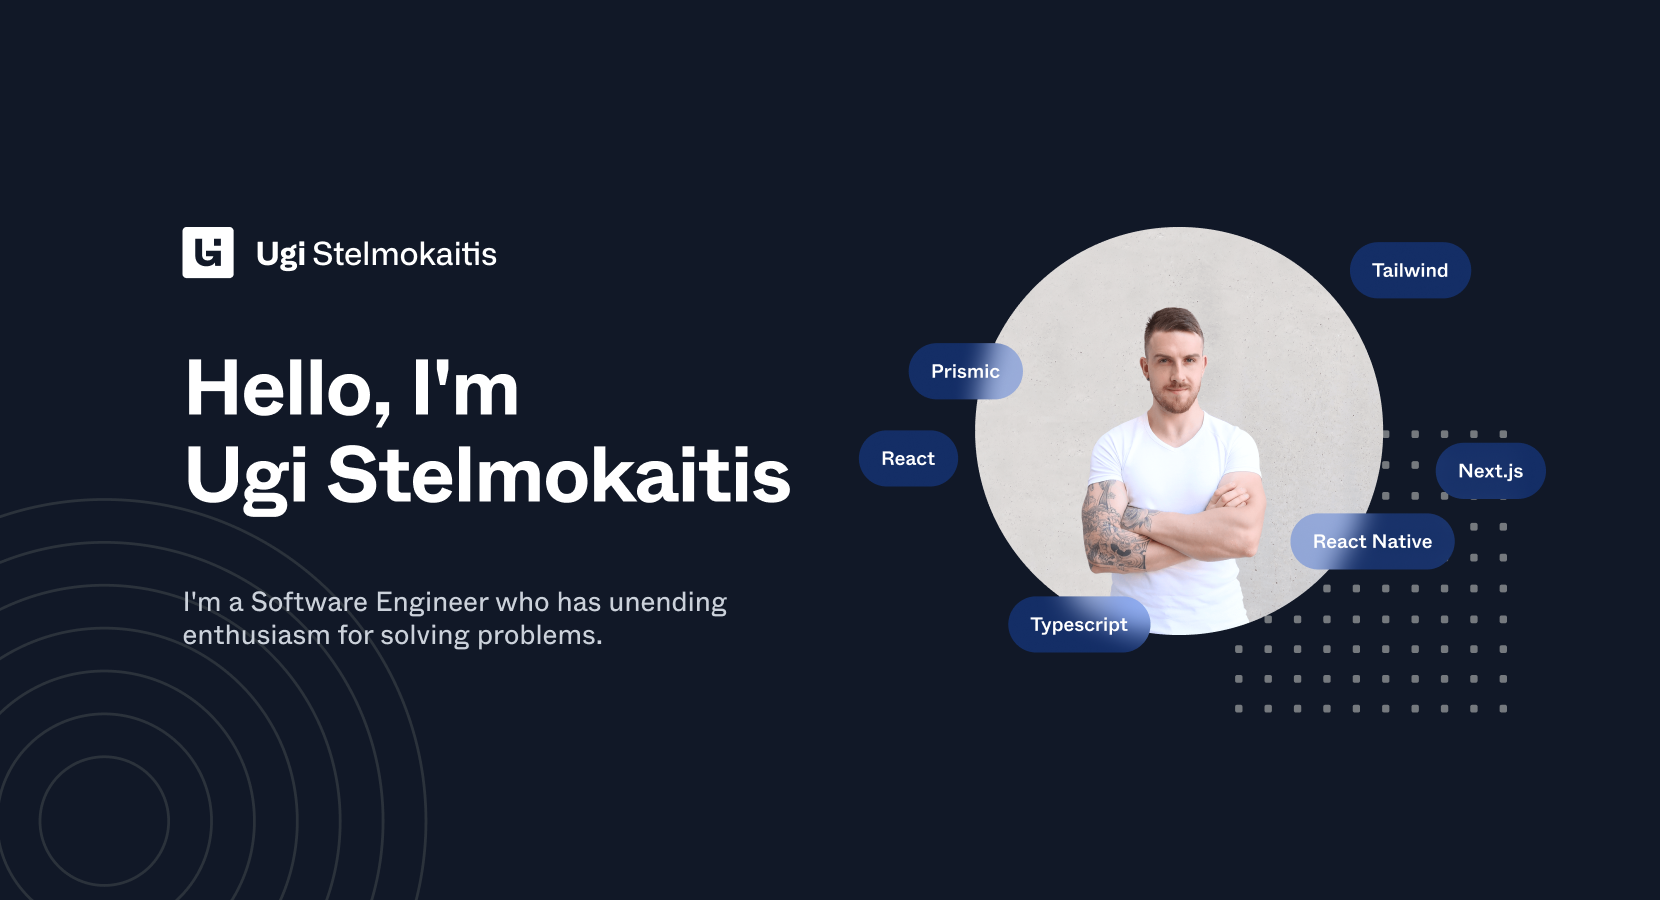 Ugi Stelmokaitis
Hello, I'm
Ugi Stelmokaitis
I'm a Software Engineer who has unending
enthusiasm for solving problems.
Tailwind
Prismic
React
Next.js
React Native
Typescript